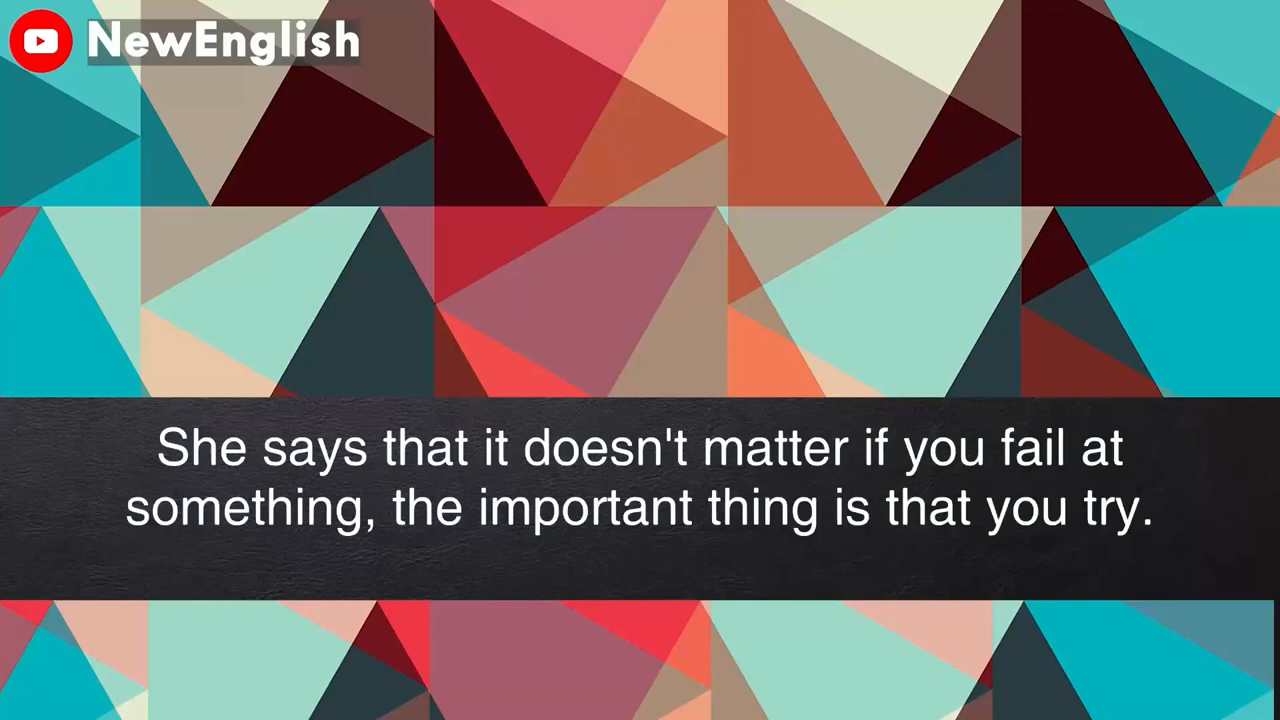 NewEnglish
She says that it doesn't matter if you fail at
something, the important thing is that you try.